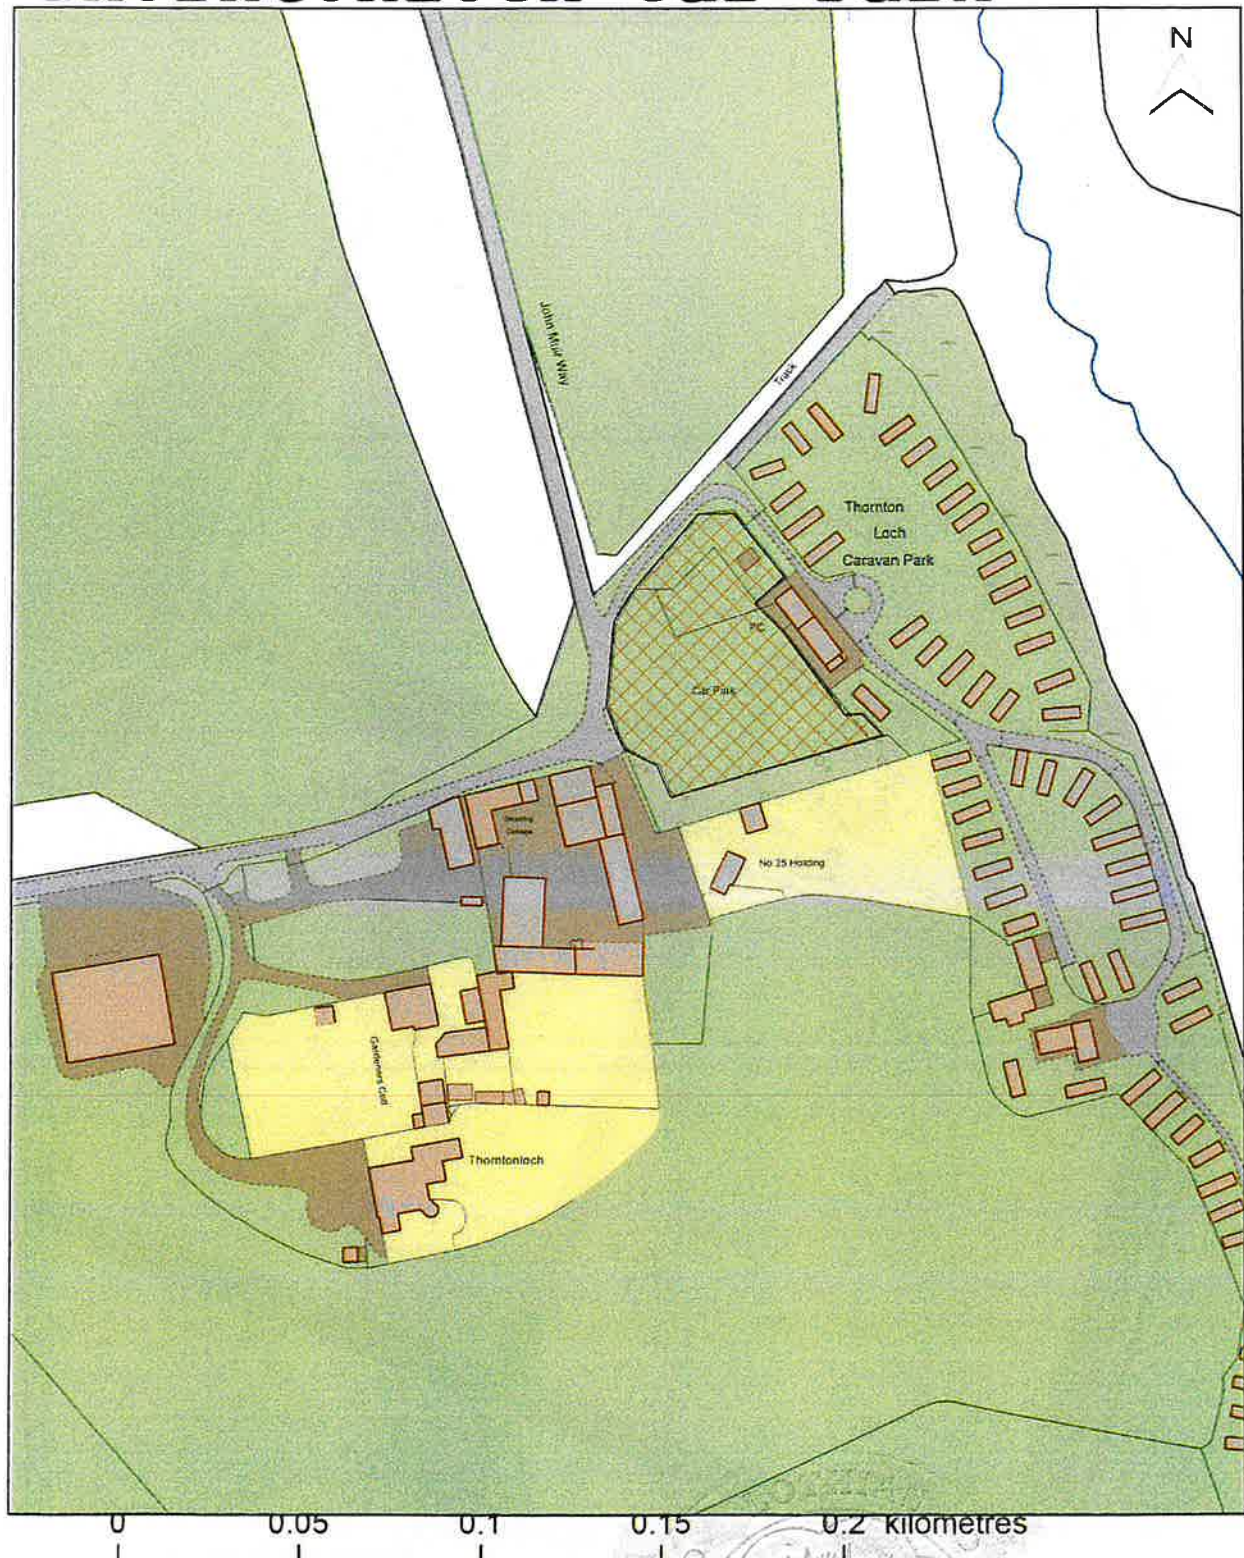 N
John Muir Way
Track
Thornton
Loch
Caravan Park
PC
Car Park
No 25 Holding
Gardeners Cott
Thorntonloch
0 0.05 0.1 0.15 0.2 kilometres